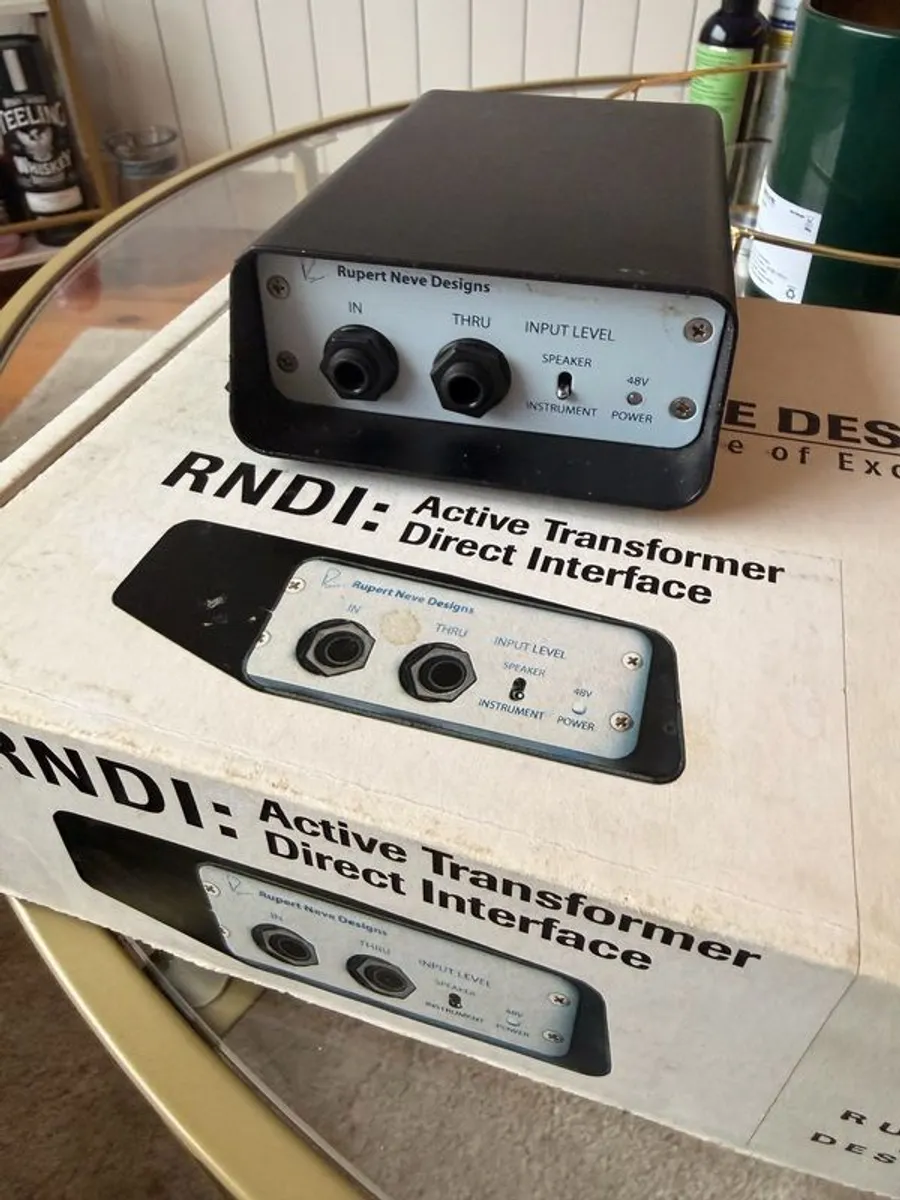 TEELING
WHISKEY
Rupert Neve Designs
IN
THRU
INPUT LEVEL
SPEAKER
INSTRUMENT
48V
POWER
E DES
e of Exc
RNDI:
Active Transformer
Direct Interface
Rupert Neve Designs
IN
THRU
INPUT LEVEL
SPEAKER
INSTRUMENT
48V
POWER
RNDI:
Active Transformer
Direct Interface
Rupert Neve Designs
IN
THRU
INPUT LEVEL
SPEAKER
INSTRUMENT
48V
POWER
RU
DES